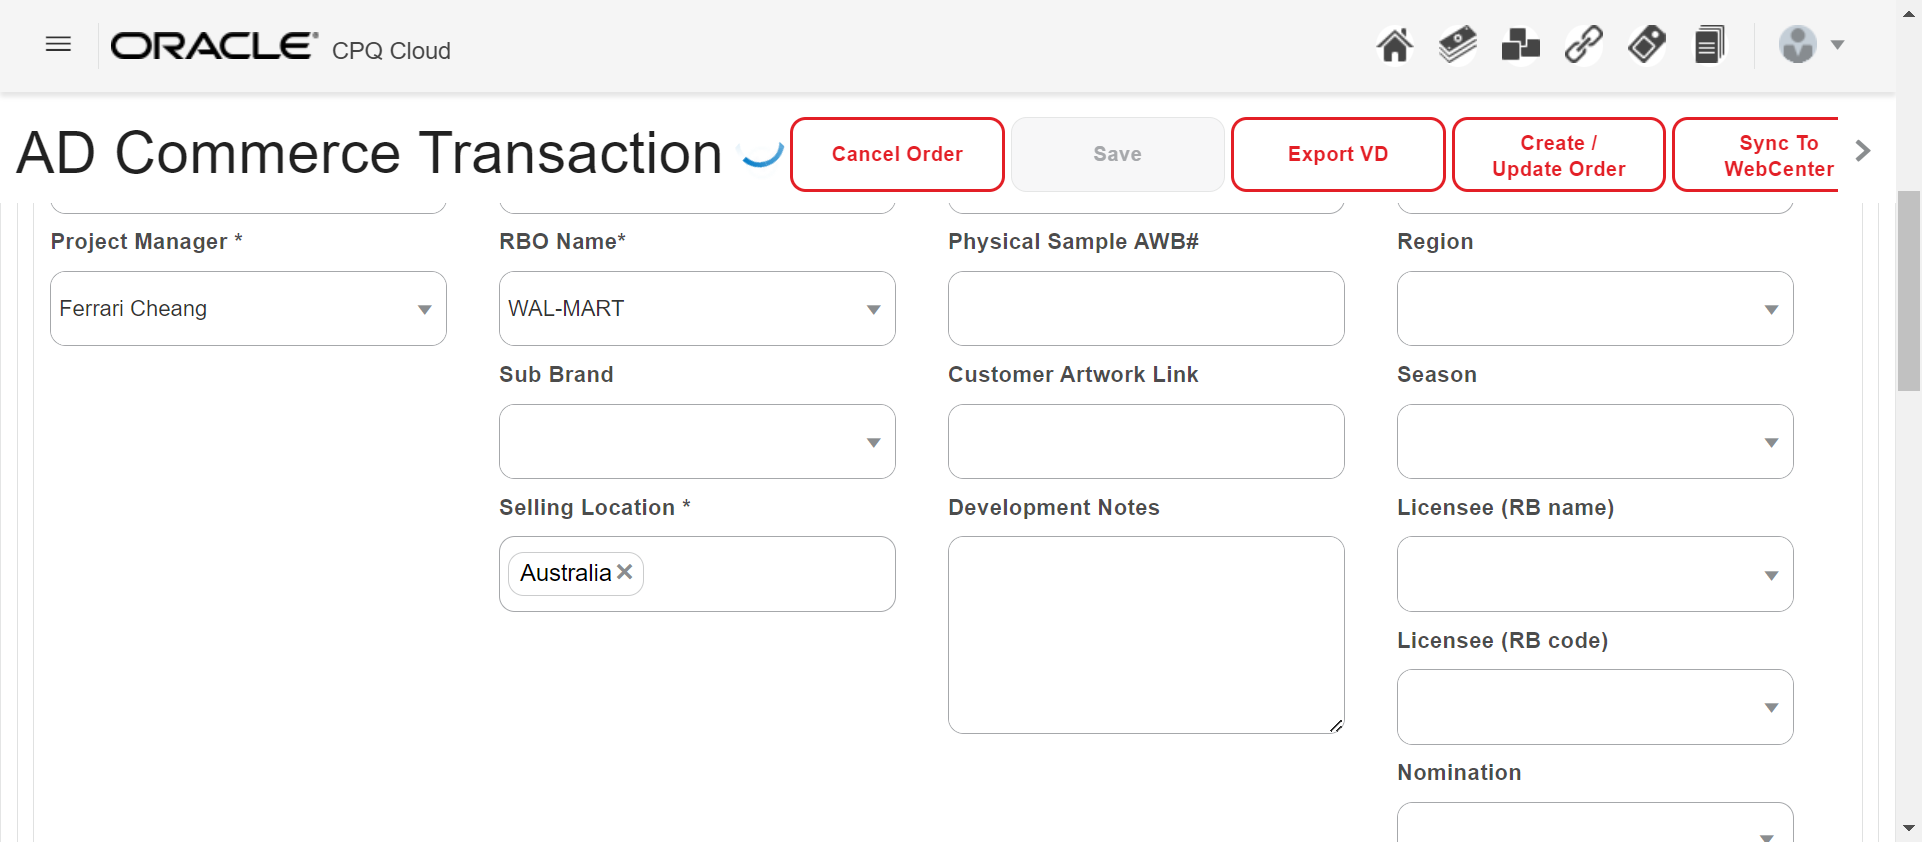 ORACLE® CPQ Cloud
AD Commerce Transaction
Cancel Order
Save
Export VD
Create /
Update Order
Sync To
WebCenter
Project Manager *
RBO Name*
Physical Sample AWB#
Region
Ferrari Cheang
WAL-MART
Sub Brand
Customer Artwork Link
Season
Selling Location *
Development Notes
Licensee (RB name)
Australia
Licensee (RB code)
Nomination